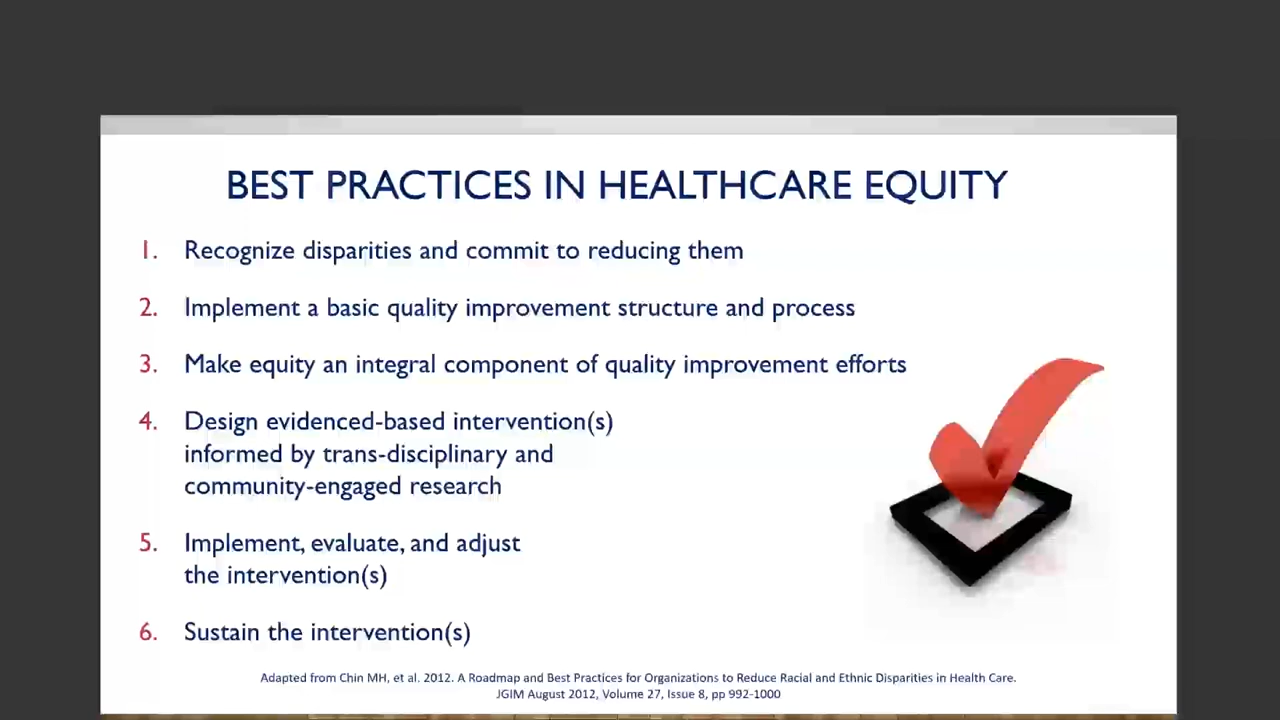 BEST PRACTICES IN HEALTHCARE EQUITY
1. Recognize disparities and commit to reducing them
2. Implement a basic quality improvement structure and process
3. Make equity an integral component of quality improvement efforts
4. Design evidenced-based intervention(s)
informed by trans-disciplinary and
community-engaged research
5. Implement, evaluate, and adjust
the intervention(s)
6. Sustain the intervention(s)
Adapted from Chin MH, et al. 2012. A Roadmap and Best Practices for Organizations to Reduce Racial and Ethnic Disparities in Health Care.
JGIM August 2012, Volume 27, Issue 8, pp 992-1000